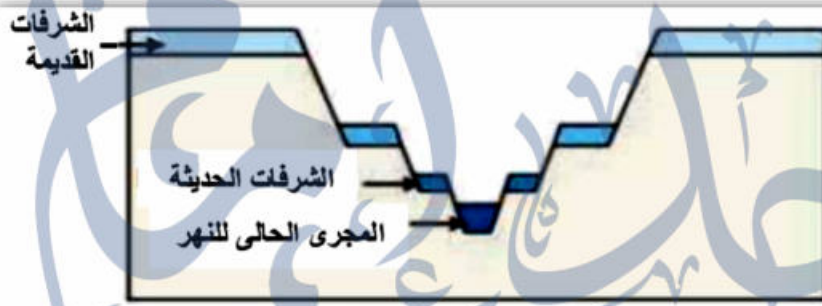 الشرفات
القديمة
الشرفات الحديثة
المجرى الحالى للنهر